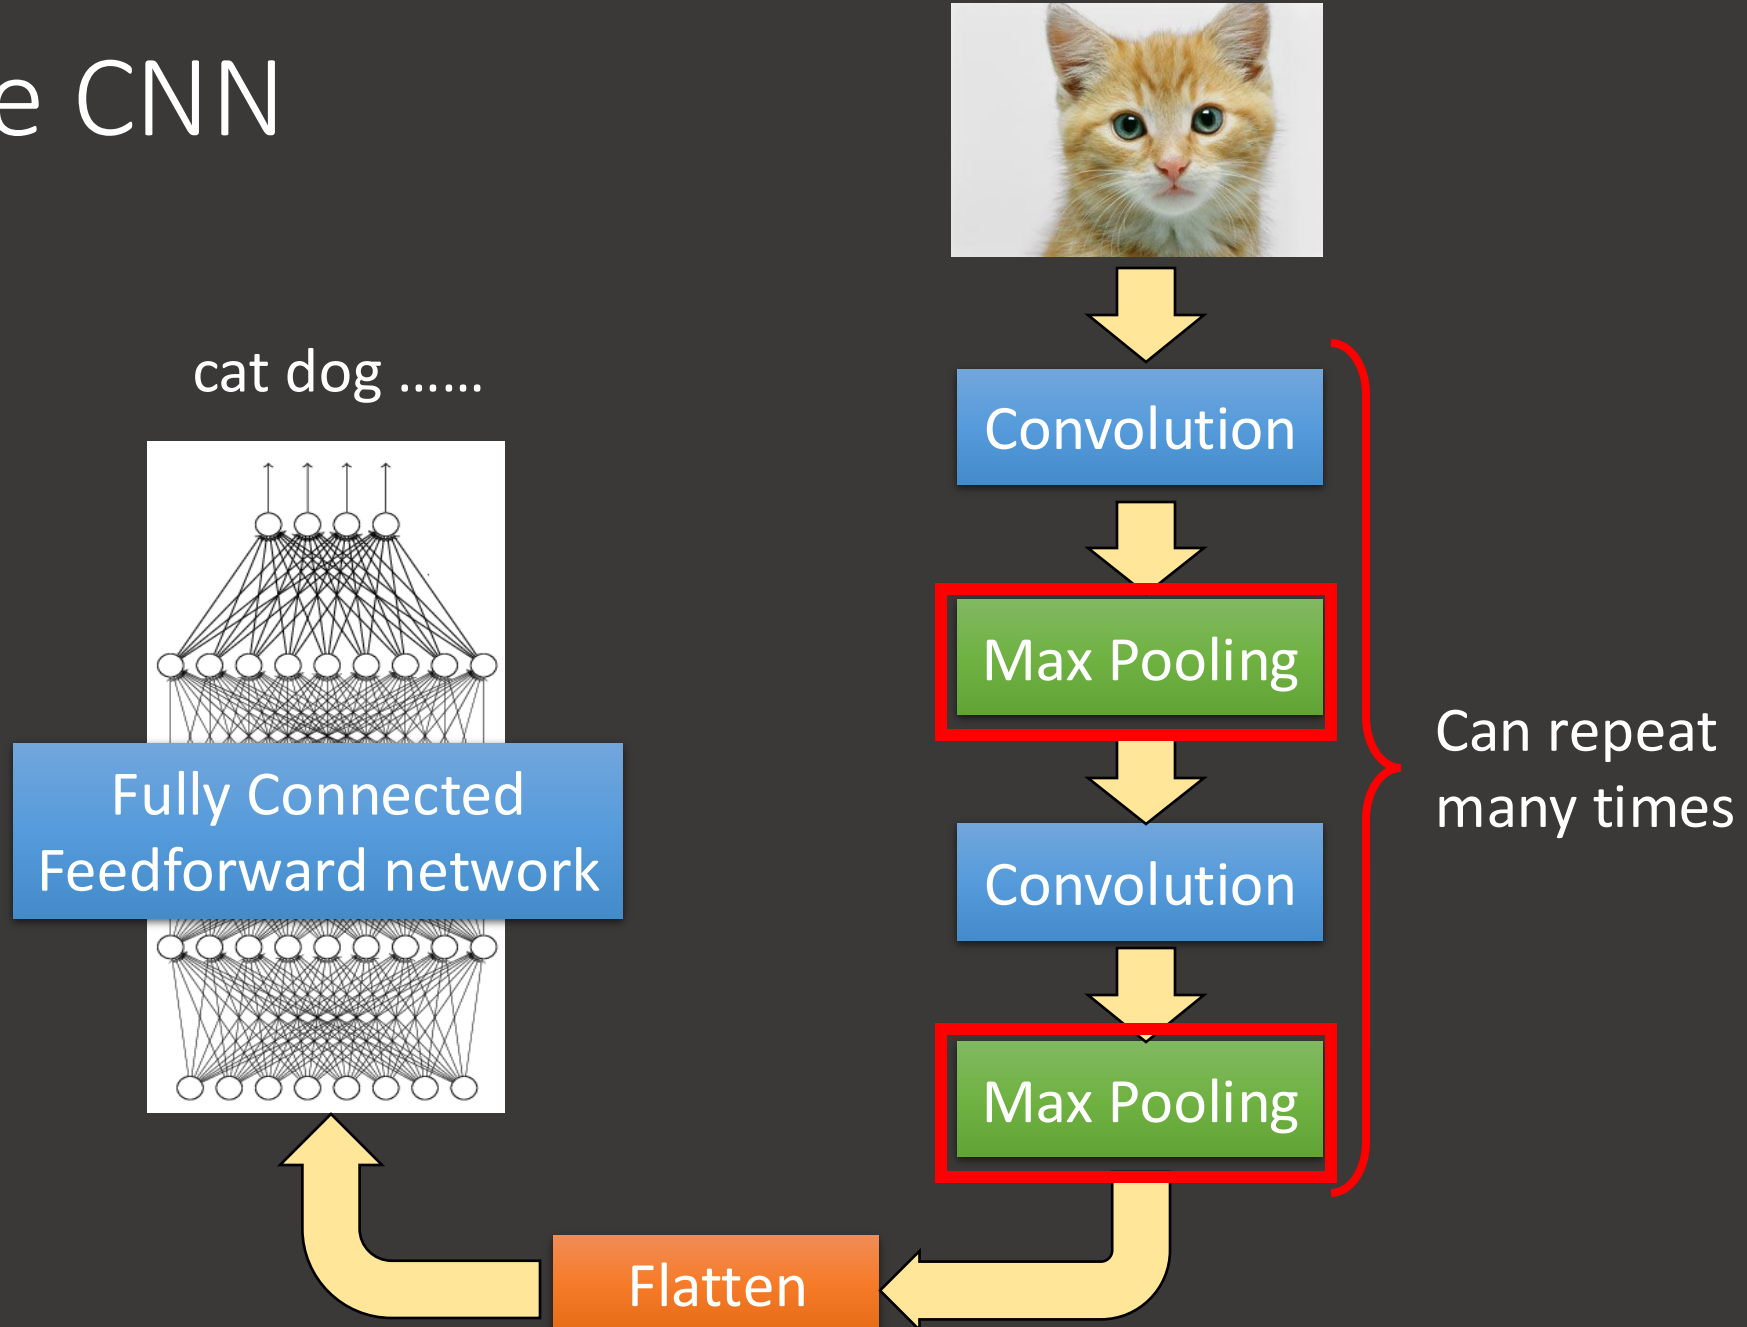 e CNN
cat dog ……
Convolution
Max Pooling
Can repeat
many times
Fully Connected
Feedforward network
Convolution
Max Pooling
Flatten